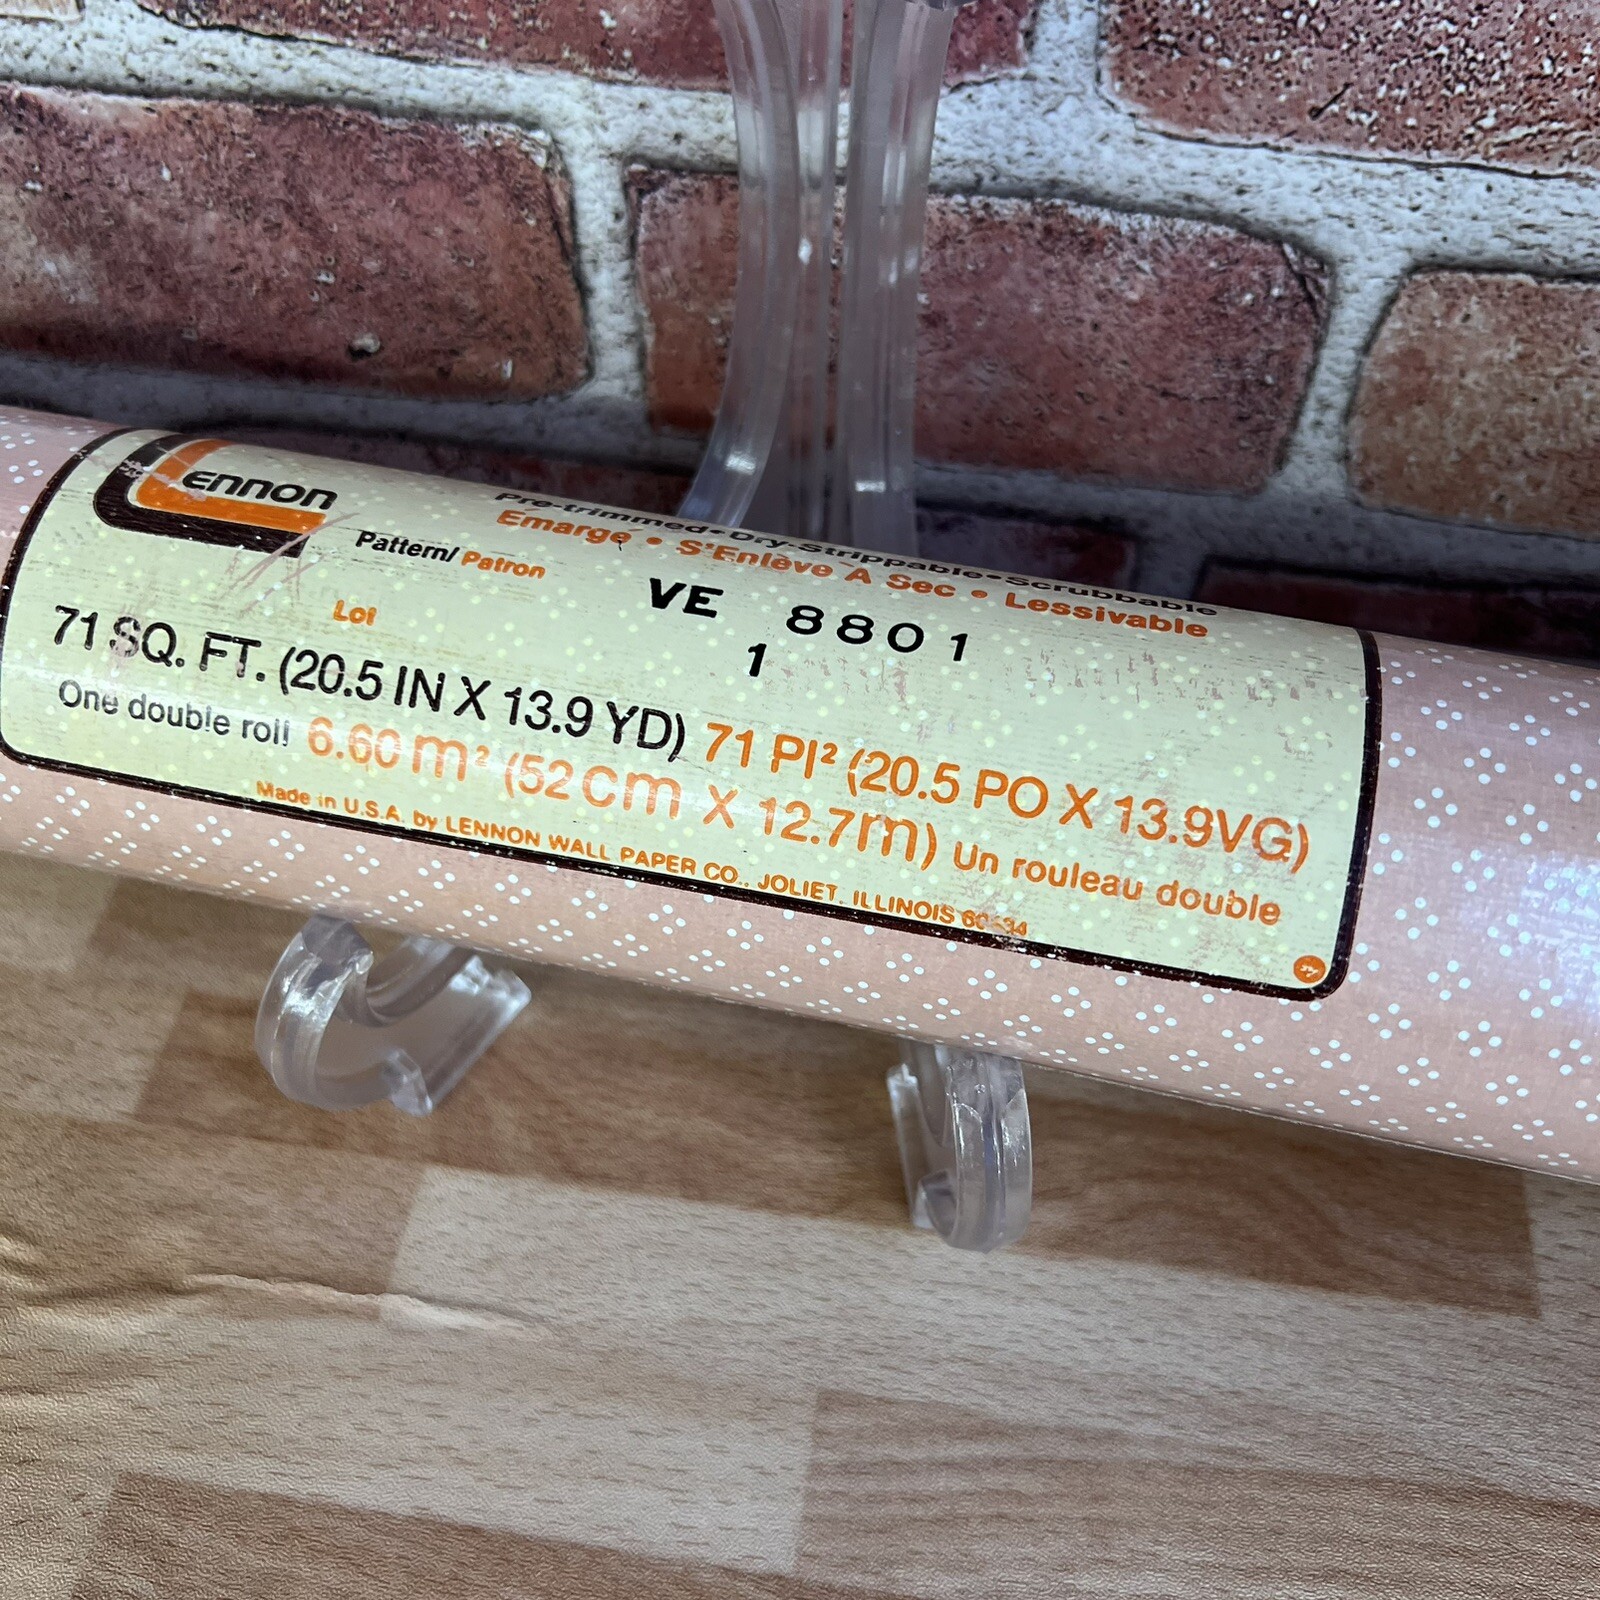 Lennon
Pre-trimmed • Dry-Strippable • Scrubbable
Émargé • S'Enlève À Sec • Lessivable
Pattern/Patron VE 8801
Lot 1
71 SQ. FT. (20.5 IN X 13.9 YD) 71 PI² (20.5 PO X 13.9VG)
One double roll 6.60 m² (52 cm X 12.7m) Un rouleau double
Made in U.S.A. by LENNON WALL PAPER CO., JOLIET, ILLINOIS